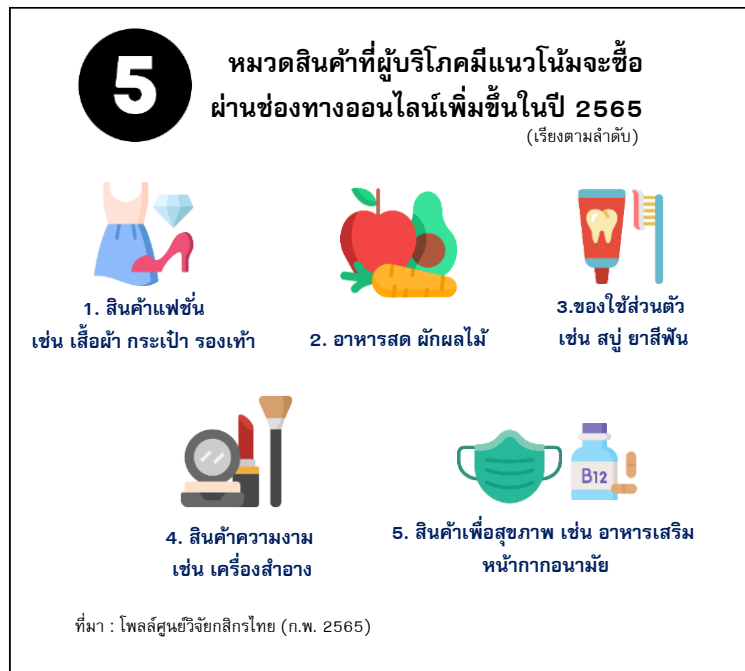 5
หมวดสินค้าที่ผู้บริโภคมีแนวโน้มจะซื้อ
ผ่านช่องทางออนไลน์เพิ่มขึ้นในปี 2565
(เรียงตามลำดับ)
1. สินค้าแฟชั่น
เช่น เสื้อผ้า กระเป๋า รองเท้า
2. อาหารสด ผักผลไม้
3.ของใช้ส่วนตัว
เช่น สบู่ ยาสีฟัน
4. สินค้าความงาม
เช่น เครื่องสำอาง
B12
5. สินค้าเพื่อสุขภาพ เช่น อาหารเสริม
หน้ากากอนามัย
ที่มา : โพลล์ศูนย์วิจัยกสิกรไทย (ก.พ. 2565)